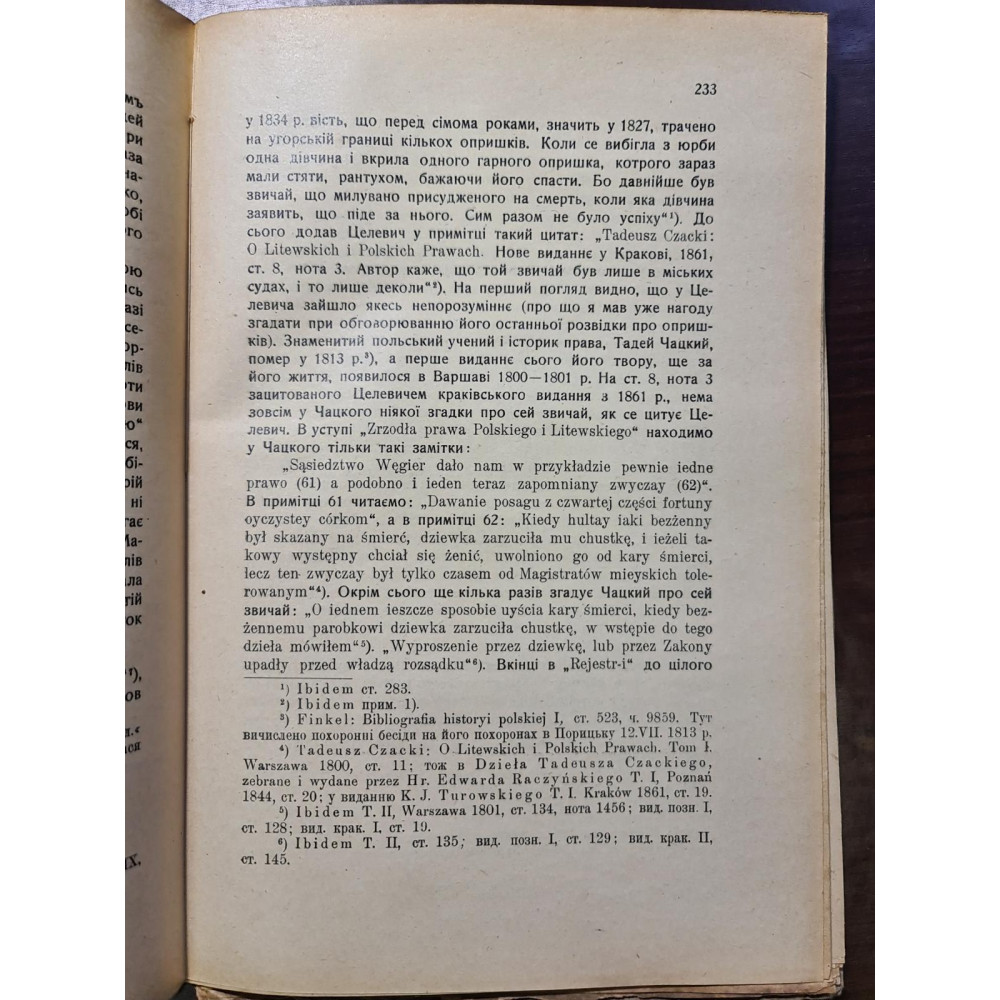 233
у 1834 р. вість, що перед сімома роками, значить у 1827, трачено
на угорській границі кількох опришків. Коли се вибігла з юрби
одна дівчина і вкрила одного гарного опришка, котрого зараз
мали стяти, рантухом, бажаючи його спасти. Бо давнійше був
звичай, що милувано присудженого на смерть, коли яка дівчина
заявить, що піде за нього. Сим разом не було успіху“¹). До
сього додав Целевич у примітці такий цитат: „Tadeusz Czacki:
O Litewskich i Polskich Prawach. Нове виданнє у Кракові, 1861,
ст. 8, нота 3. Автор каже, що той звичай був лише в міських
судах, і то лише деколи“²). На перший погляд видно, що у Це-
левича зайшло якесь непорозуміннє (про що я мав уже нагоду
згадати при обговорюванню його останньої розвідки про оприш-
ків). Знаменитий польський учений і історик права, Тадей Чацкий,
помер у 1813 р.³), а перше виданнє сього його твору, ще за
його життя, появилося в Варшаві 1800—1801 р. На ст. 8, нота 3
зацитованого Целевичем краківського видання з 1861 р., нема
зовсім у Чацкого ніякої згадки про сей звичай, як се цитує Це-
левич. В уступі „Zrzodła prawa Polskiego i Litewskiego“ находимо
у Чацкого тільки такі замітки:
„Sąsiedztwo Węgier dało nam w przykładzie pewnie iedne
prawo (61) a podobno i ieden teraz zapomniany zwyczay (62)“.
В примітці 61 читаємо: „Dawanie posagu z czwartej części fortuny
oyczystey córkom“, а в примітці 62: „Kiedy hultay iaki bezżenny
był skazany na śmierć, dziewka zarzuciła mu chustkę, i ieżeli ta-
kowy występny chciał się żenić, uwolniono go od kary śmierci,
lecz ten zwyczay był tylko czasem od Magistratów mieyskich tole-
rowanym“⁴). Окрім сього ще кілька разів згадує Чацкий про сей
звичай: „O iednem ieszcze sposobie uyścia kary śmierci, kiedy bez-
żennemu parobkowi dziewka zarzuciła chustkę, w wstępie do tego
dzieła mówiłem“⁵). „Wyproszenie przez dziewkę, lub przez Zakony
upadły przed władzą rozsądku“⁶). Вкінці в „Rejestr-i“ до цілого
¹) Ibidem ст. 283.
²) Ibidem прим. 1).
³) Finkel: Bibliografia historyi polskiej I, ст. 523, ч. 9859. Тут
вичислено похоронні бесіди на його похоронах в Порицьку 12.VII. 1813 р.
⁴) Tadeusz Czacki: O Litewskich i Polskich Prawach. Tom I.
Warszawa 1800, ст. 11; тож в Dzieła Tadeusza Czackiego,
zebrane i wydane przez Hr. Edwarda Raczyńskiego T. I, Poznań
1844, ст. 20; у виданню K. J. Turowskiego T. I. Kraków 1861, ст. 19.
⁵) Ibidem T. II, Warszawa 1801, ст. 134, нота 1456; вид. позн. I,
ст. 128; вид. крак. I, ст. 19.
⁶) Ibidem T. II, ст. 135; вид. позн. I, ст. 129; вид. крак. II,
ст. 145.